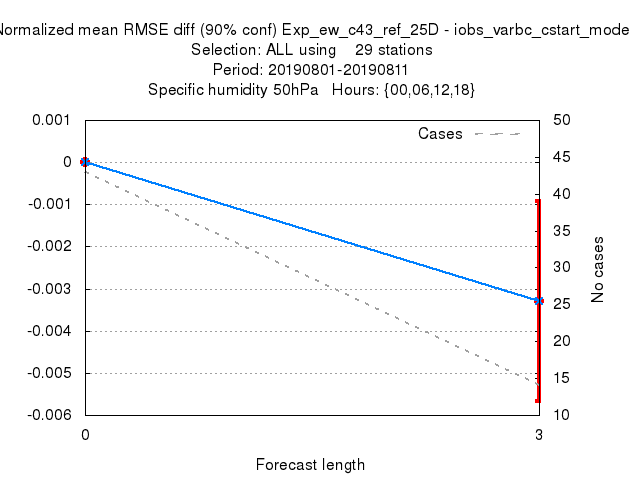 Normalized mean RMSE diff (90% conf) Exp_ew_c43_ref_25D - iobs_varbc_cstart_mode
Selection: ALL using 29 stations
Period: 20190801-20190811
Specific humidity 50hPa Hours: {00,06,12,18}
Cases
0.001
0
-0.001
-0.002
-0.003
-0.004
-0.005
-0.006
50
45
40
35
30
25
20
15
10
No cases
0 3
Forecast length